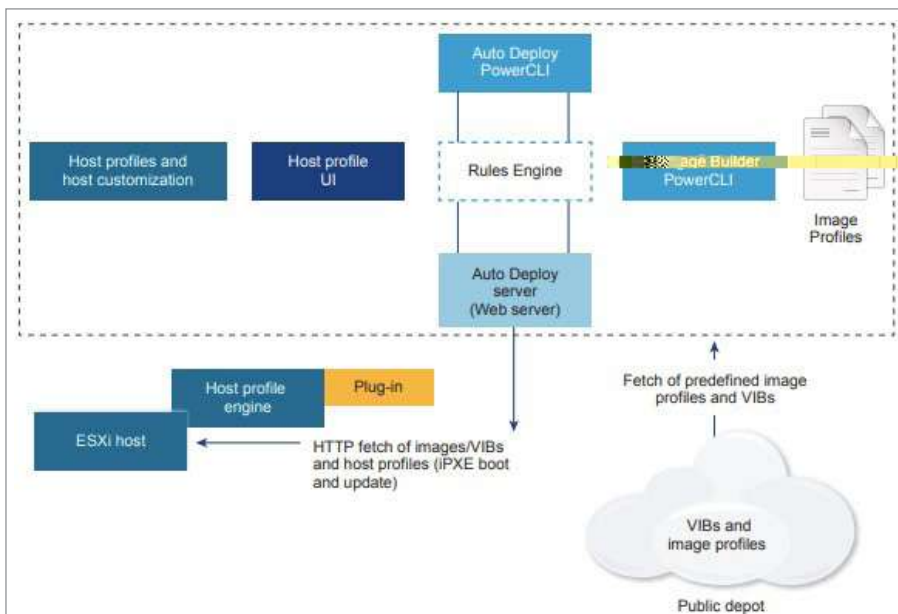 Auto Deploy
PowerCLI
Host profiles and
host customization
Host profile
UI
Rules Engine
Builder
PowerCLI
Image
Profiles
Auto Deploy
server
(Web server)
Host profile
engine
Plug-in
ESXi host
HTTP fetch of images/VIBs
and host profiles (iPXE boot
and update)
Fetch of predefined image
profiles and VIBs
VIBs and
image profiles
Public depot